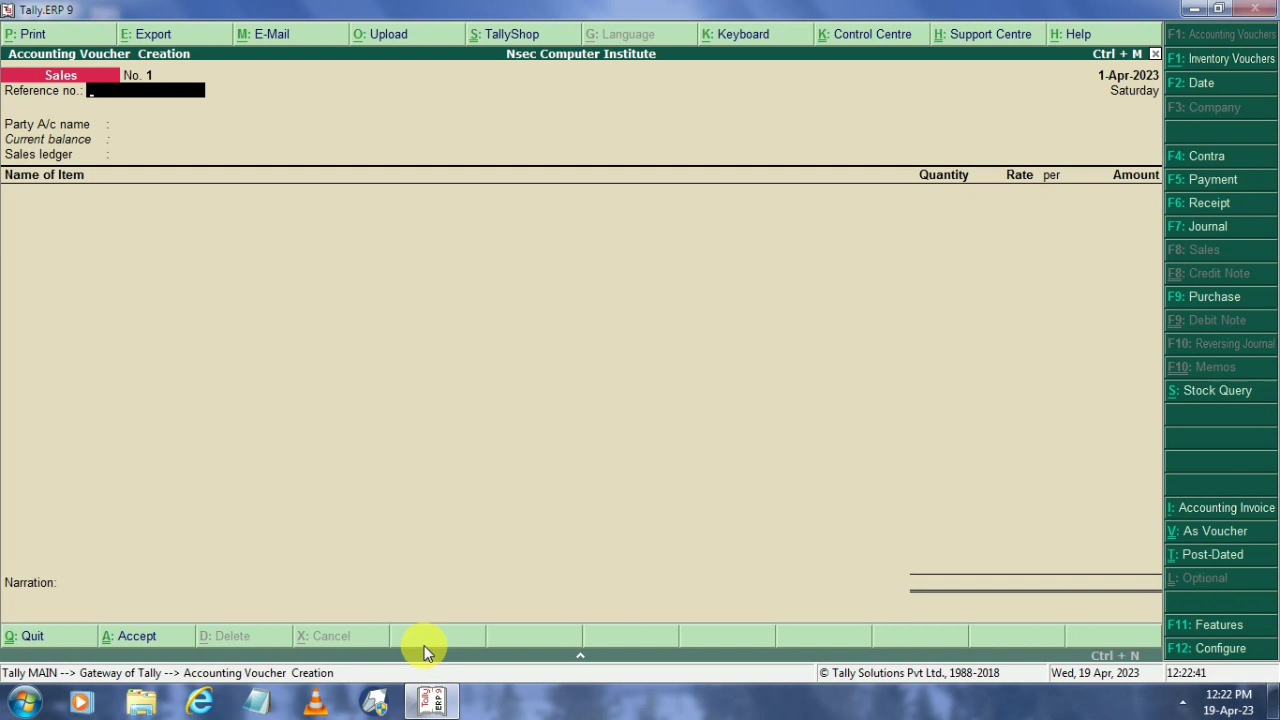 Tally.ERP 9
P: Print
E: Export
M: E-Mail
O: Upload
S: TallyShop
G: Language
K: Keyboard
K: Control Centre
H: Support Centre
H: Help
Accounting Voucher Creation
Nsec Computer Institute
Ctrl + M
Sales
No. 1
1-Apr-2023
Reference no.:
Saturday
Party A/c name :
Current balance :
Sales ledger :
Name of Item
Quantity
Rate per
Amount
Narration:
F1: Accounting Vouchers
F1: Inventory Vouchers
F2: Date
F3: Company
F4: Contra
F5: Payment
F6: Receipt
F7: Journal
F8: Sales
F8: Credit Note
F9: Purchase
F9: Debit Note
F10: Reversing Journal
F10: Memos
S: Stock Query
I: Accounting Invoice
V: As Voucher
T: Post-Dated
L: Optional
F11: Features
F12: Configure
Q: Quit
A: Accept
D: Delete
X: Cancel
Ctrl + N
Tally MAIN --> Gateway of Tally --> Accounting Voucher Creation
© Tally Solutions Pvt Ltd., 1988-2018
Wed, 19 Apr, 2023
12:22:41
Tally
ERP 9
12:22 PM
19-Apr-23